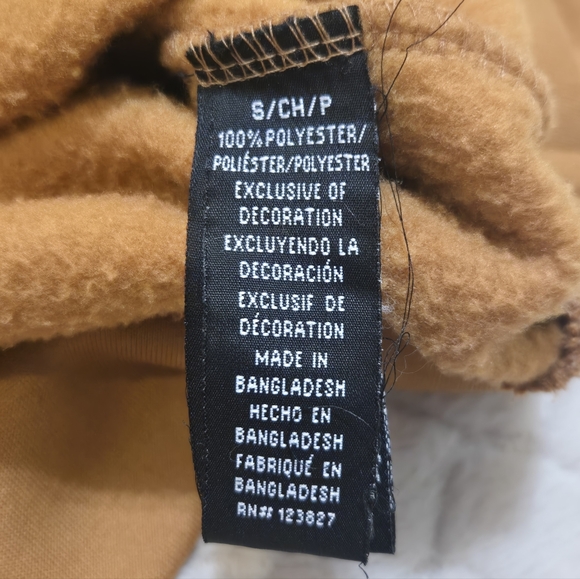 S/CH/P
100% POLYESTER/
POLIÉSTER/POLYESTER
EXCLUSIVE OF
DECORATION
EXCLUYENDO LA
DECORACIÓN
EXCLUSIF DE
DÉCORATION
MADE IN
BANGLADESH
HECHO EN
BANGLADESH
FABRIQUÉ EN
BANGLADESH
RN# 123827